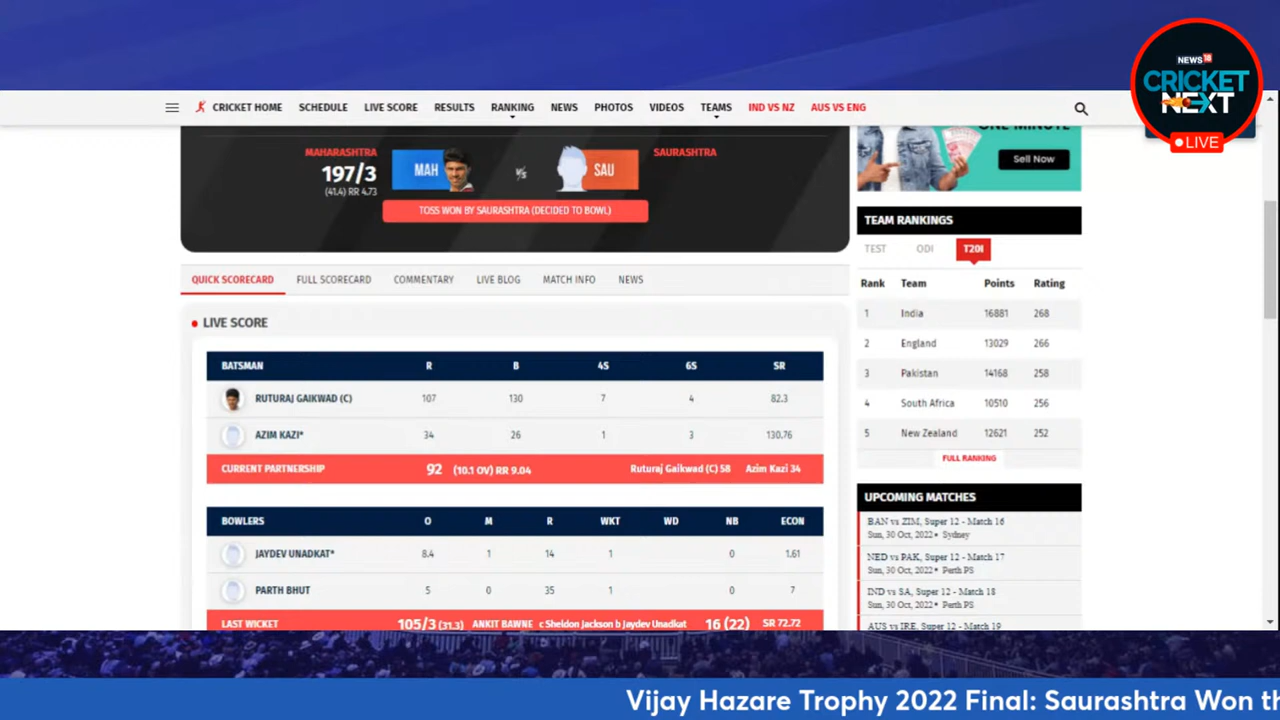 NEWS18
CRICKET
NEXT
LIVE
CRICKET HOME SCHEDULE LIVE SCORE RESULTS RANKING NEWS PHOTOS VIDEOS TEAMS IND VS NZ AUS VS ENG
MAHARASHTRA
197/3
(41.4) RR 4.73
MAH
V/S
SAU
SAURASHTRA
TOSS WON BY SAURASHTRA (DECIDED TO BOWL)
ONE MINUTE
Sell Now
QUICK SCORECARD FULL SCORECARD COMMENTARY LIVE BLOG MATCH INFO NEWS
LIVE SCORE
BATSMAN R B 4S 6S SR
RUTURAJ GAIKWAD (C) 107 130 7 4 82.3
AZIM KAZI* 34 26 1 3 130.76
CURRENT PARTNERSHIP 92 (10.1 OV) RR 9.04 Ruturaj Gaikwad (C) 58 Azim Kazi 34
BOWLERS O M R WKT WD NB ECON
JAYDEV UNADKAT* 8.4 1 14 1 0 1.61
PARTH BHUT 5 0 35 1 0 7
LAST WICKET 105/3 (31.3) ANKIT BAWNE c Sheldon Jackson b Jaydev Unadkat 16 (22) SR 72.72
TEAM RANKINGS
TEST ODI T20I
Rank Team Points Rating
1 India 16881 268
2 England 13029 266
3 Pakistan 14168 258
4 South Africa 10510 256
5 New Zealand 12621 252
FULL RANKING
UPCOMING MATCHES
BAN vs ZIM, Super 12 - Match 16
Sun, 30 Oct, 2022• Sydney
NED vs PAK, Super 12 - Match 17
Sun, 30 Oct, 2022• Perth PS
IND vs SA, Super 12 - Match 18
Sun, 30 Oct, 2022• Perth PS
AUS vs IRE, Super 12 - Match 19
Vijay Hazare Trophy 2022 Final: Saurashtra Won th